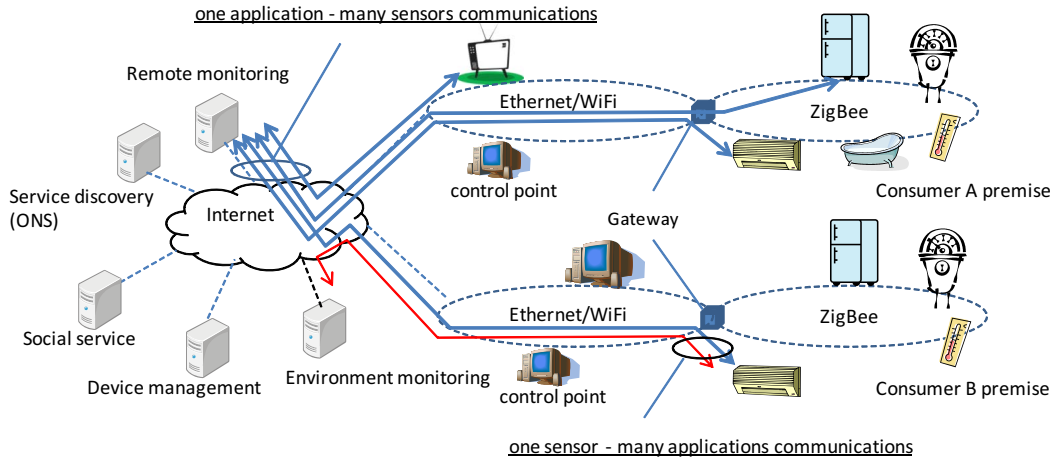 one application - many sensors communications
Remote monitoring
Ethernet/WiFi
ZigBee
Service discovery
(ONS)
Internet
control point
Consumer A premise
Gateway
Social service
Device management
Environment monitoring
Ethernet/WiFi
ZigBee
control point
Consumer B premise
one sensor - many applications communications